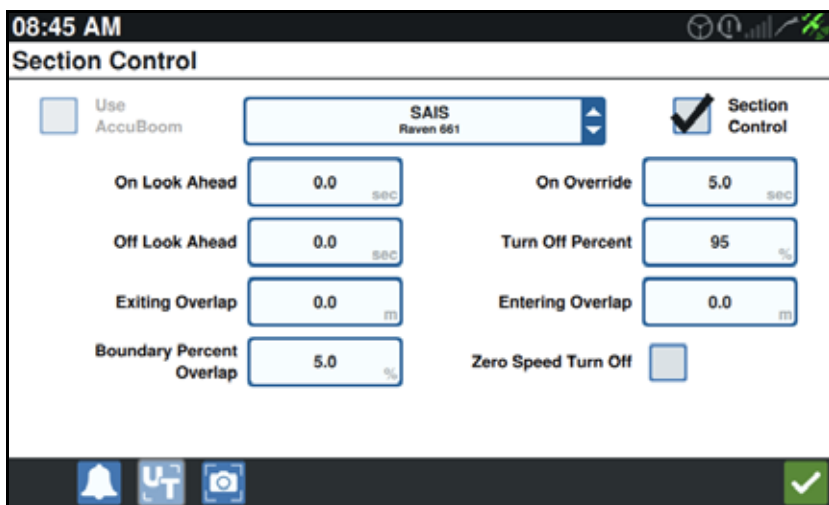 08:45 AM
Section Control
Use
AccuBoom
SAIS
Raven 661
Section
Control
On Look Ahead
0.0
sec
On Override
5.0
sec
Off Look Ahead
0.0
sec
Turn Off Percent
95
%
Exiting Overlap
0.0
m
Entering Overlap
0.0
m
Boundary Percent
Overlap
5.0
%
Zero Speed Turn Off
UT